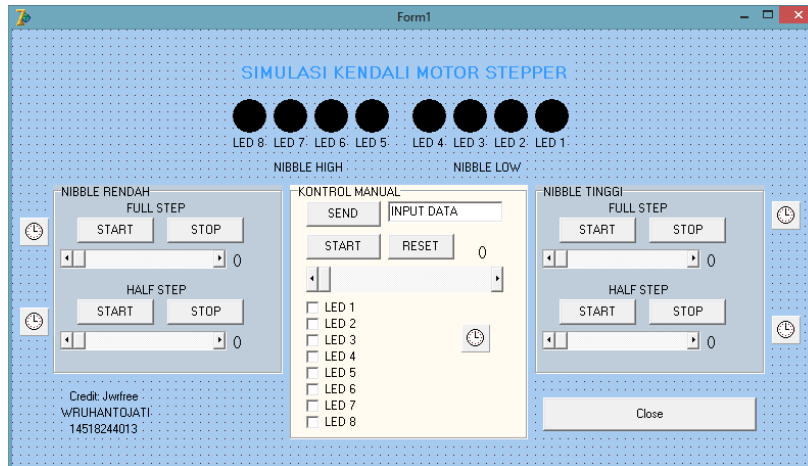 Form1
SIMULASI KENDALI MOTOR STEPPER
LED 8 LED 7 LED 6 LED 5 LED 4 LED 3 LED 2 LED 1
NIBBLE HIGH NIBBLE LOW
NIBBLE RENDAH
FULL STEP
START STOP
0
HALF STEP
START STOP
0
KONTROL MANUAL
SEND INPUT DATA
START RESET 0
LED 1
LED 2
LED 3
LED 4
LED 5
LED 6
LED 7
LED 8
NIBBLE TINGGI
FULL STEP
START STOP
0
HALF STEP
START STOP
0
Credit: Jwrfree
WRUHANTOJATI
14518244013
Close